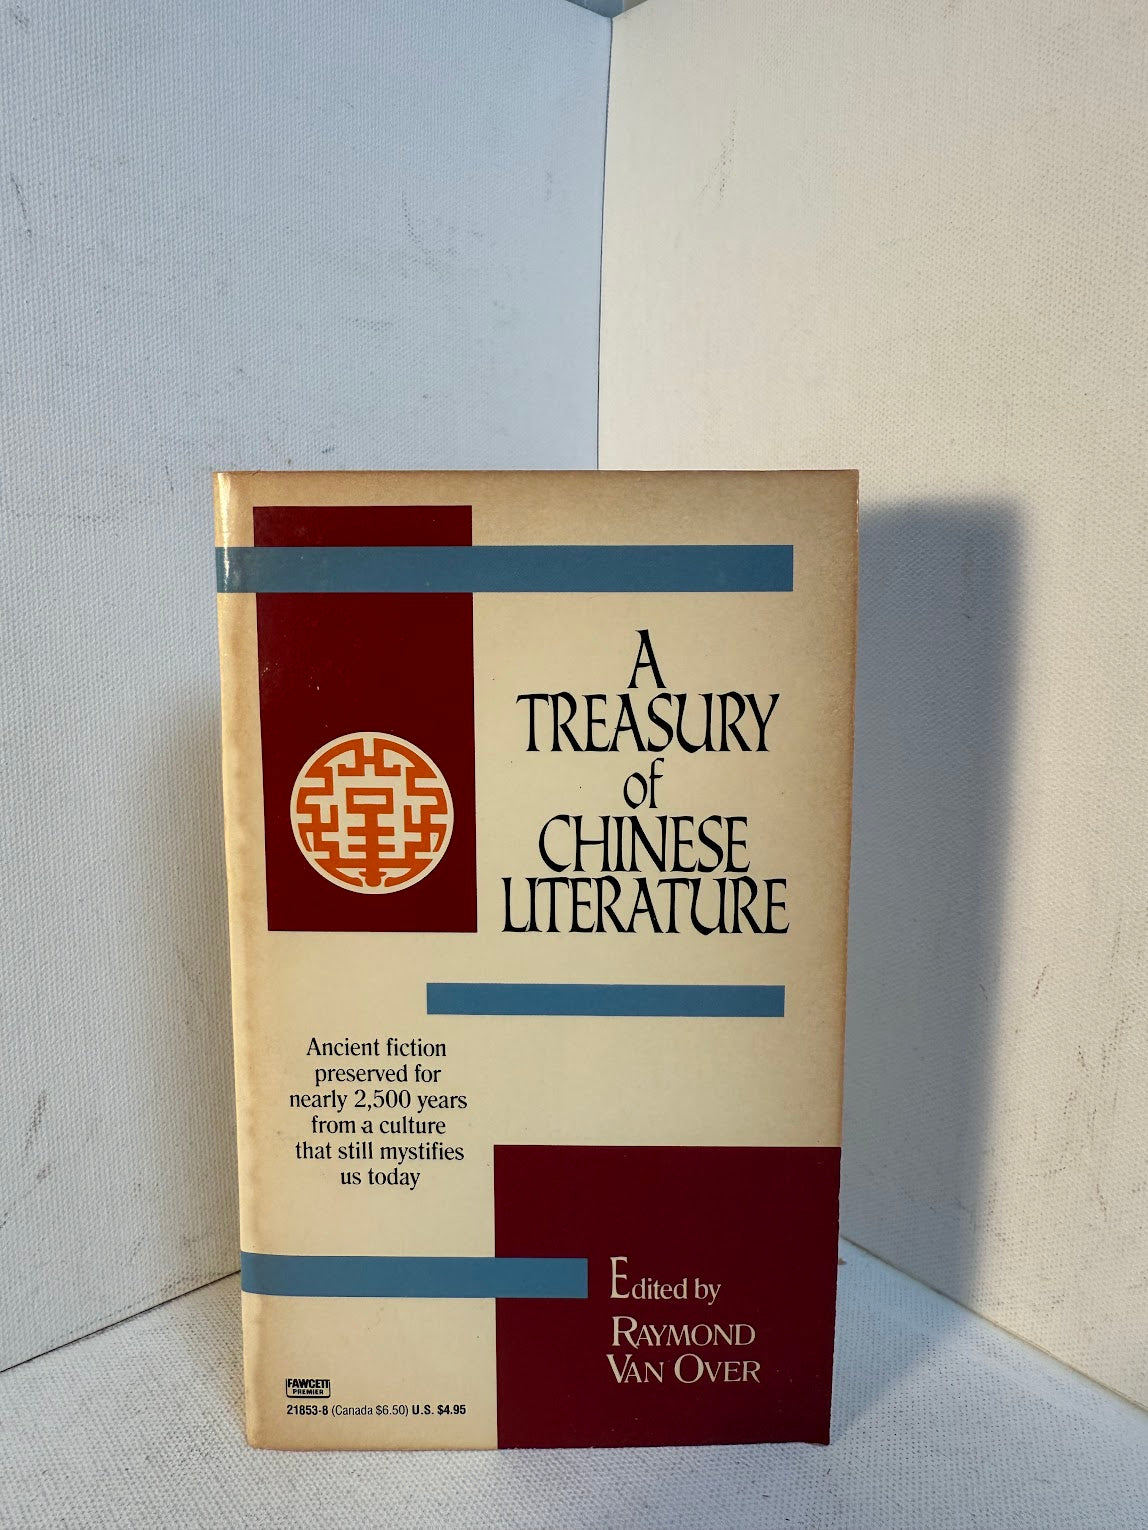 A
TREASURY
of
CHINESE
LITERATURE
Ancient fiction
preserved for
nearly 2,500 years
from a culture
that still mystifies
us today
Edited by
RAYMOND
VAN OVER
FAWCETT
PREMIER
21853-8 (Canada $6.50) U.S. $4.95